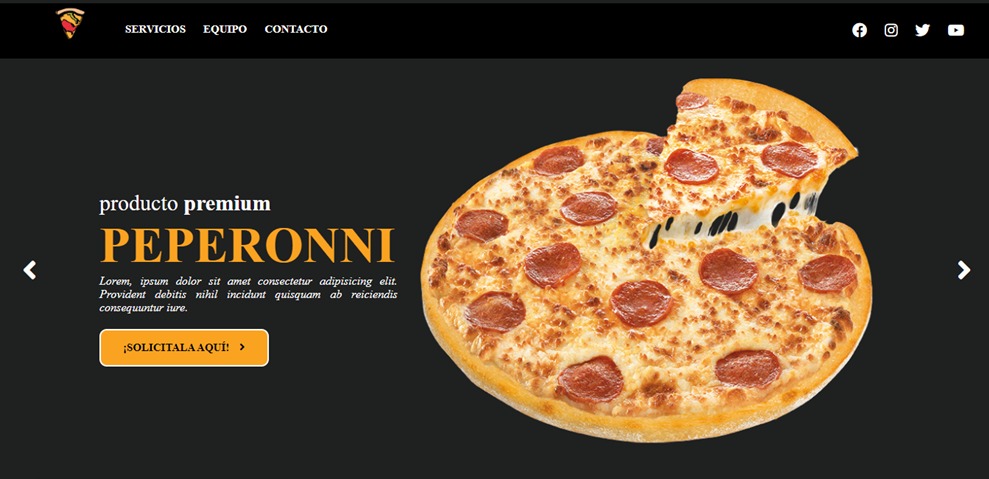 SERVICIOS EQUIPO CONTACTO
producto premium
PEPERONNI
Lorem, ipsum dolor sit amet consectetur adipisicing elit.
Provident debitis nihil incidunt quisquam ab reiciendis
consequuntur iure.
¡SOLICITALA AQUÍ!